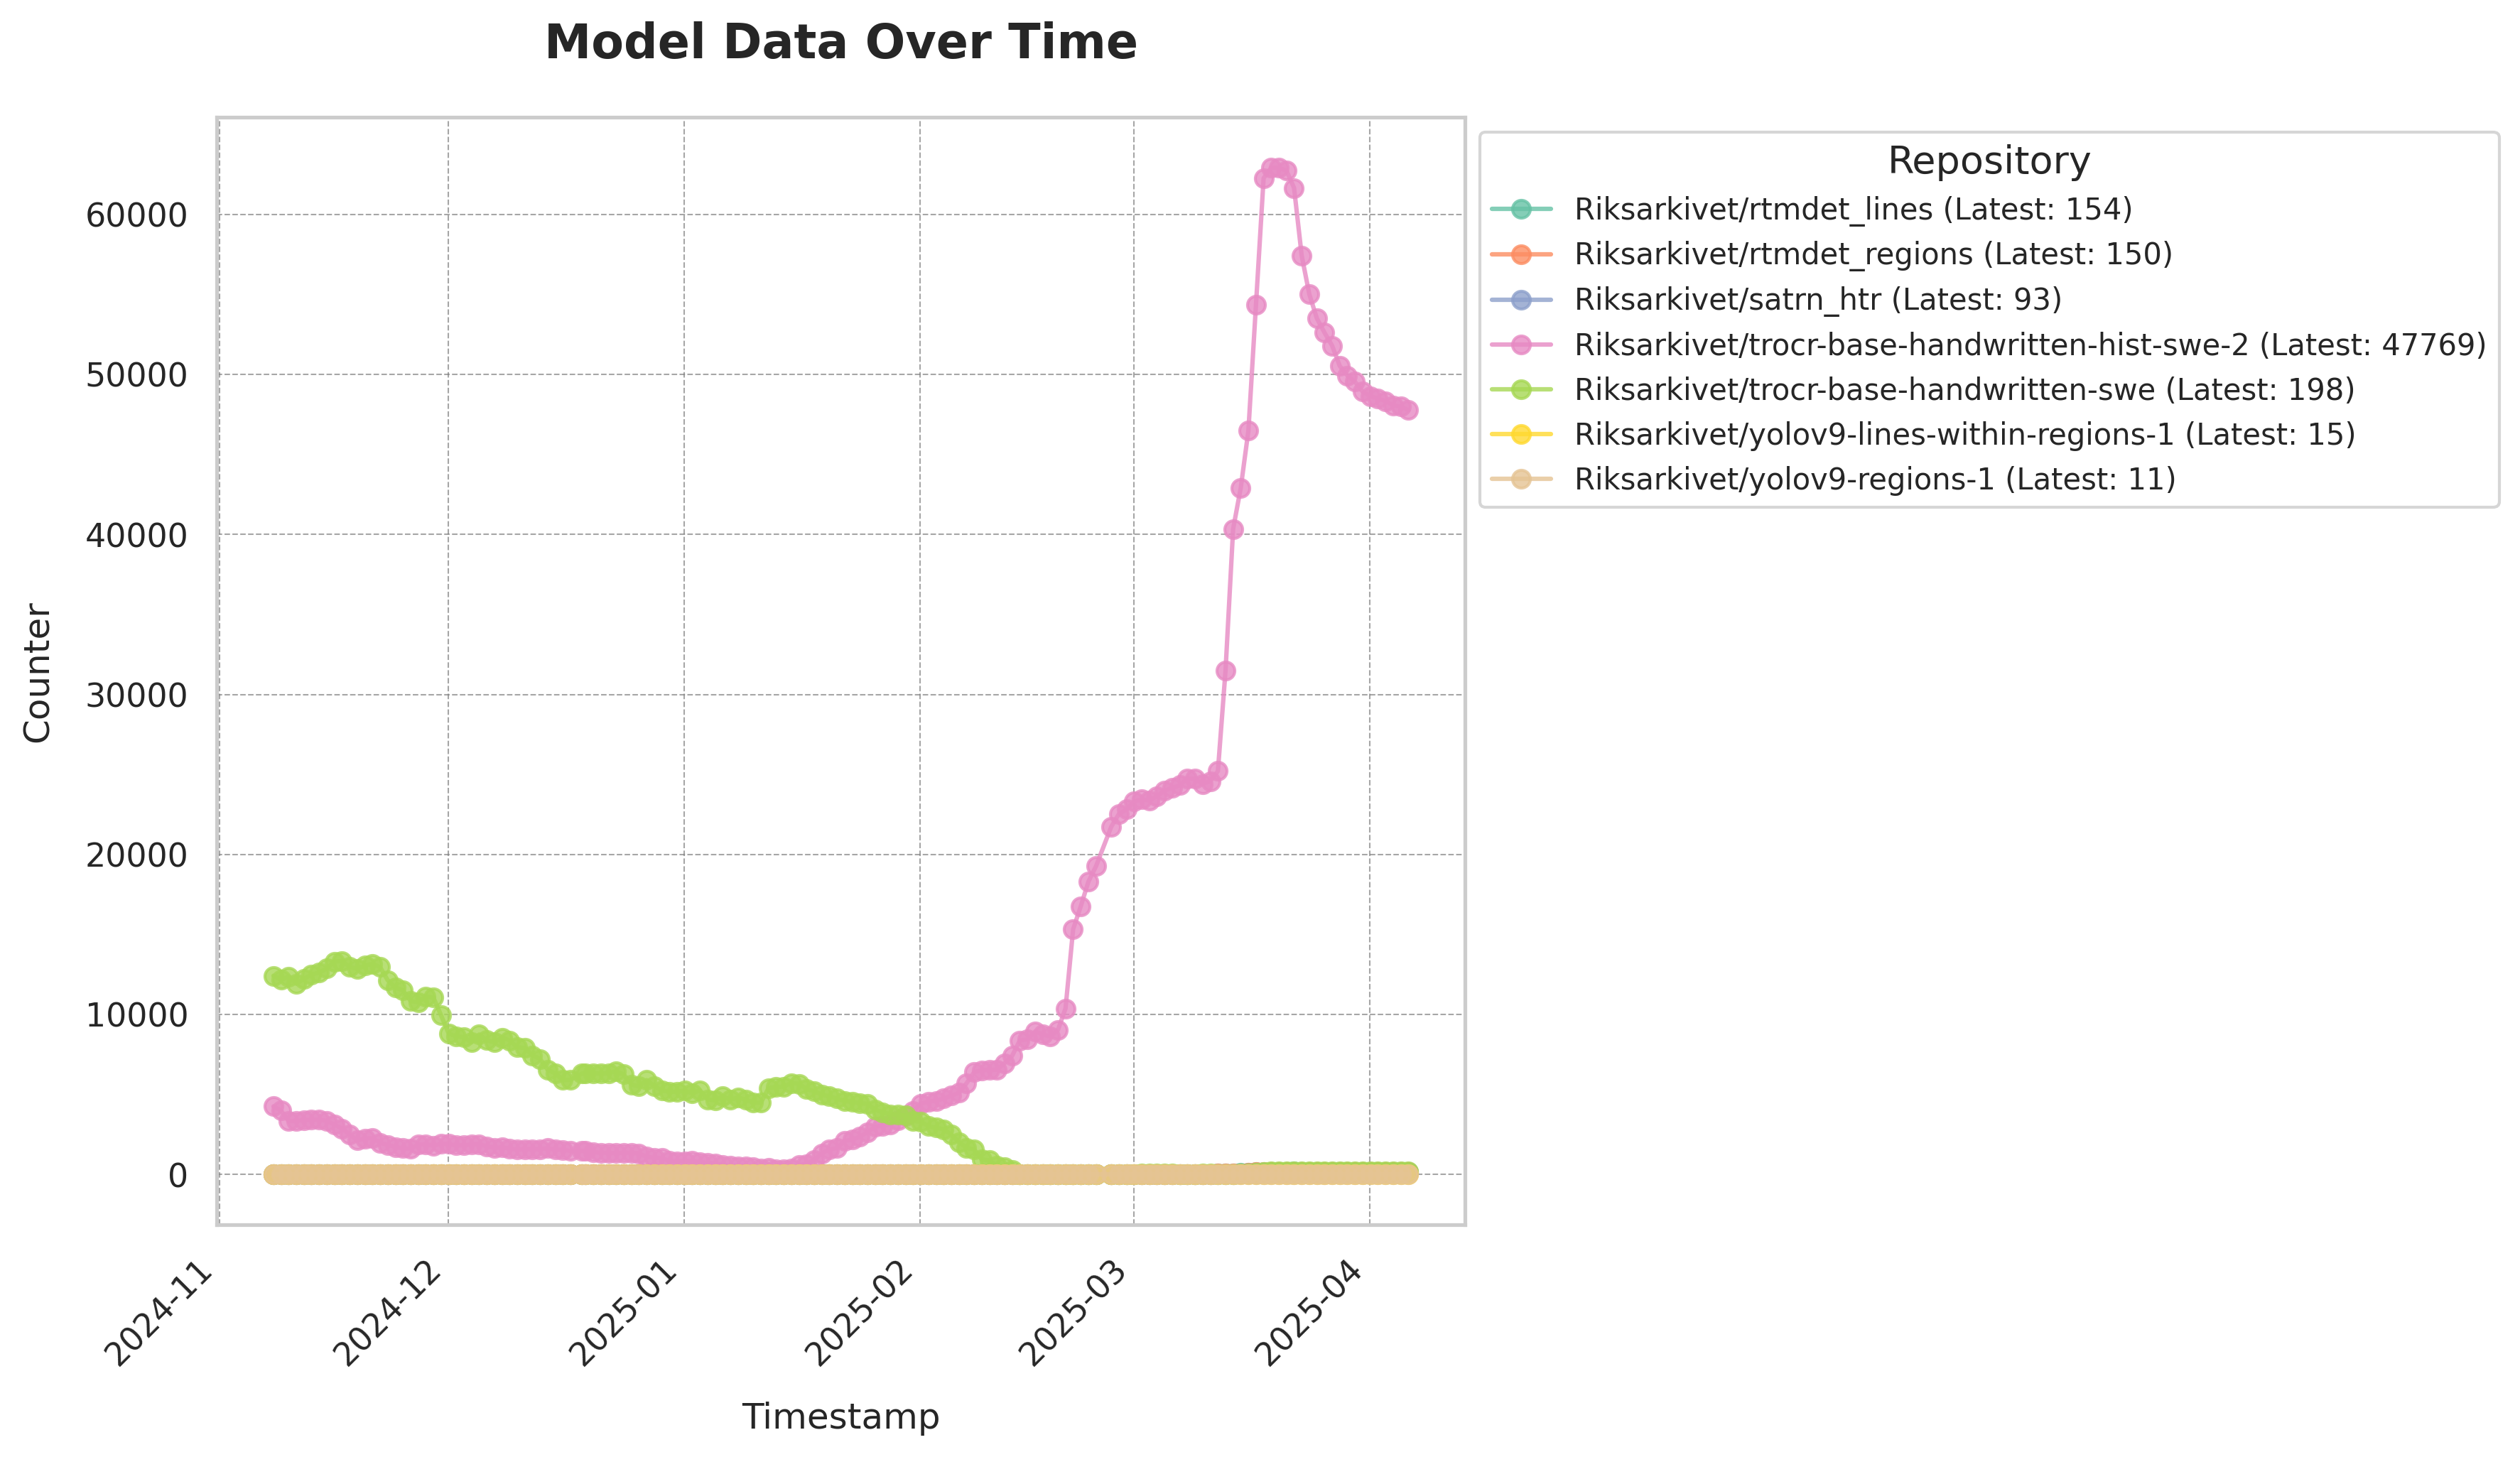 Model Data Over Time
Repository
Riksarkivet/rtmdet_lines (Latest: 154)
Riksarkivet/rtmdet_regions (Latest: 150)
Riksarkivet/satrn_htr (Latest: 93)
Riksarkivet/trocr-base-handwritten-hist-swe-2 (Latest: 47769)
Riksarkivet/trocr-base-handwritten-swe (Latest: 198)
Riksarkivet/yolov9-lines-within-regions-1 (Latest: 15)
Riksarkivet/yolov9-regions-1 (Latest: 11)
Counter
60000
50000
40000
30000
20000
10000
0
2024-11
2024-12
2025-01
2025-02
2025-03
2025-04
Timestamp